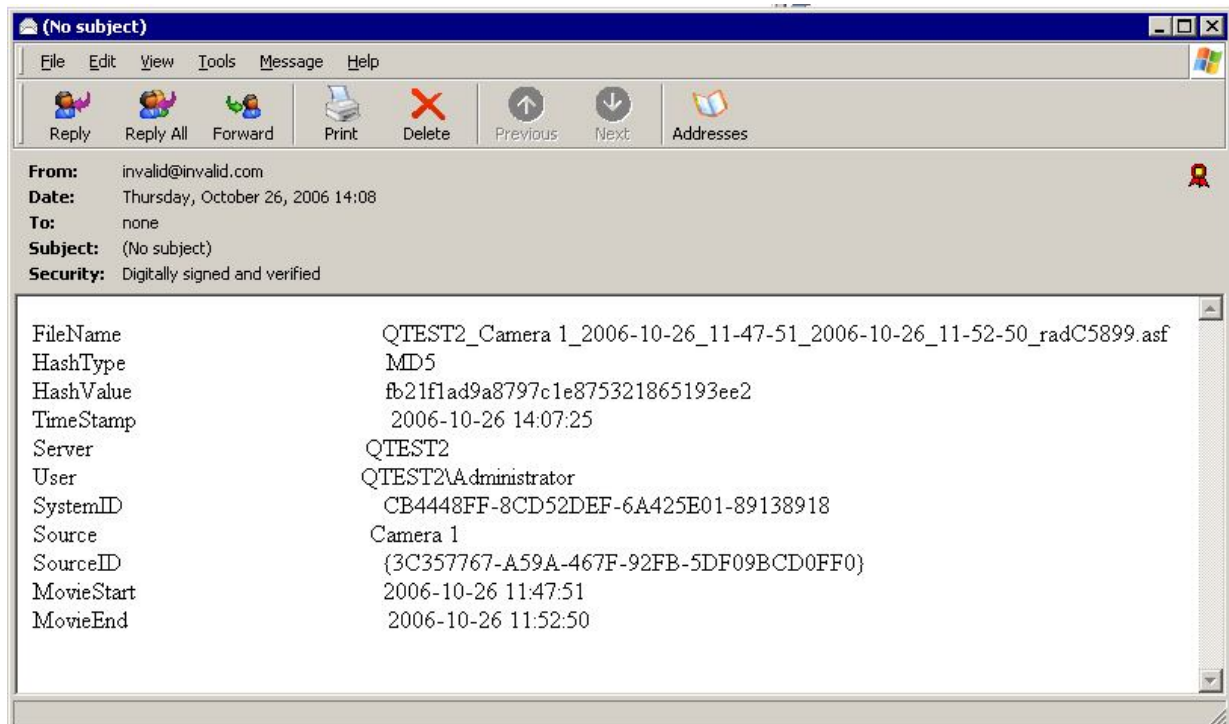 (No subject)
File Edit View Tools Message Help
Reply Reply All Forward Print Delete Previous Next Addresses
From: invalid@invalid.com
Date: Thursday, October 26, 2006 14:08
To: none
Subject: (No subject)
Security: Digitally signed and verified
FileName QTEST2_Camera 1_2006-10-26_11-47-51_2006-10-26_11-52-50_radC5899.asf
HashType MD5
HashValue fb21f1ad9a8797c1e875321865193ee2
TimeStamp 2006-10-26 14:07:25
Server QTEST2
User QTEST2\Administrator
SystemID CB4448FF-8CD52DEF-6A425E01-89138918
Source Camera 1
SourceID {3C357767-A59A-467F-92FB-5DF09BCD0FF0}
MovieStart 2006-10-26 11:47:51
MovieEnd 2006-10-26 11:52:50